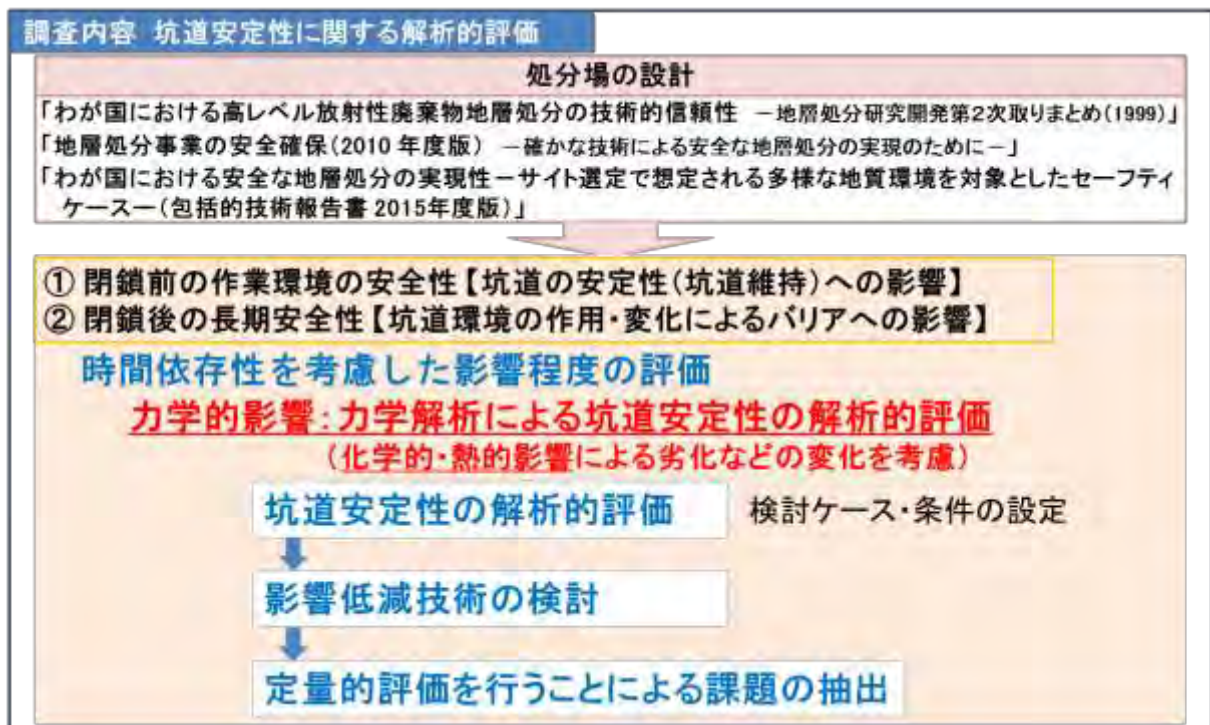 調査内容 坑道安定性に関する解析的評価
処分場の設計
「わが国における高レベル放射性廃棄物地層処分の技術的信頼性 －地層処分研究開発第2次取りまとめ(1999)」
「地層処分事業の安全確保(2010 年度版) －確かな技術による安全な地層処分の実現のために－」
「わが国における安全な地層処分の実現性－サイト選定で想定される多様な地質環境を対象としたセーフティ
ケース－(包括的技術報告書 2015年度版)」
① 閉鎖前の作業環境の安全性【坑道の安定性(坑道維持)への影響】
② 閉鎖後の長期安全性【坑道環境の作用・変化によるバリアへの影響】
時間依存性を考慮した影響程度の評価
力学的影響:力学解析による坑道安定性の解析的評価
(化学的・熱的影響による劣化などの変化を考慮)
坑道安定性の解析的評価 検討ケース・条件の設定
影響低減技術の検討
定量的評価を行うことによる課題の抽出